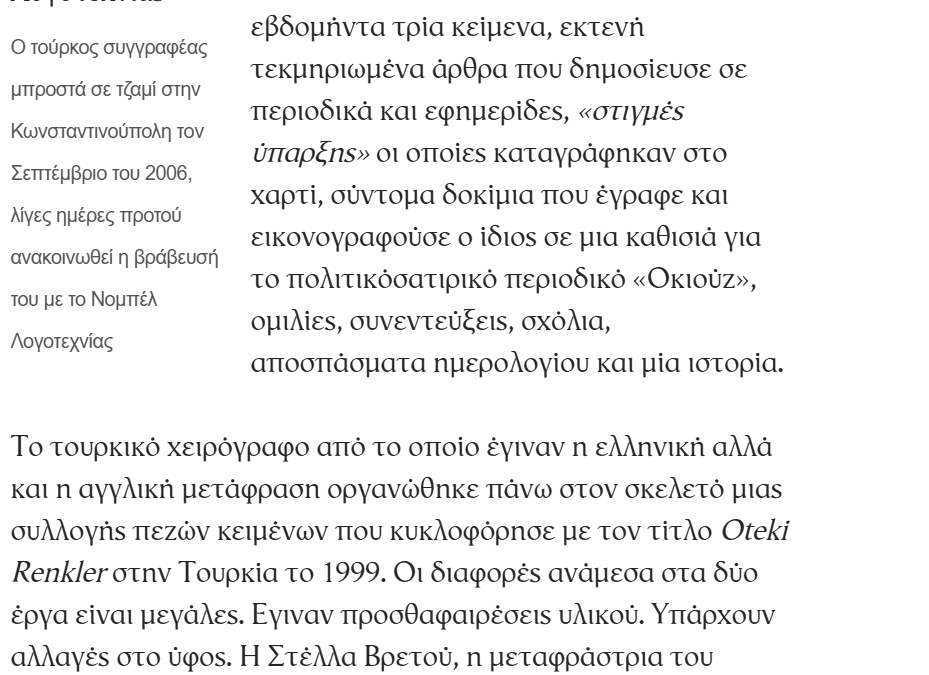 Ο τούρκος συγγραφέας
μπροστά σε τζαμί στην
Κωνσταντινούπολη τον
Σεπτέμβριο του 2006,
λίγες ημέρες προτού
ανακοινωθεί η βράβευσή
του με το Νομπέλ
Λογοτεχνίας
εβδομήντα τρία κείμενα, εκτενή
τεκμηριωμένα άρθρα που δημοσίευσε σε
περιοδικά και εφημερίδες, «στιγμές
ύπαρξης» οι οποίες καταγράφηκαν στο
χαρτί, σύντομα δοκίμια που έγραφε και
εικονογραφούσε ο ίδιος σε μια καθισιά για
το πολιτικόσατιρικό περιοδικό «Οκιούζ»,
ομιλίες, συνεντεύξεις, σχόλια,
αποσπάσματα ημερολογίου και μία ιστορία.
Το τουρκικό χειρόγραφο από το οποίο έγιναν η ελληνική αλλά
και η αγγλική μετάφραση οργανώθηκε πάνω στον σκελετό μιας
συλλογής πεζών κειμένων που κυκλοφόρησε με τον τίτλο Oteki
Renkler στην Τουρκία το 1999. Οι διαφορές ανάμεσα στα δύο
έργα είναι μεγάλες. Εγιναν προσθαφαιρέσεις υλικού. Υπάρχουν
αλλαγές στο ύφος. Η Στέλλα Βρετού, η μεταφράστρια του